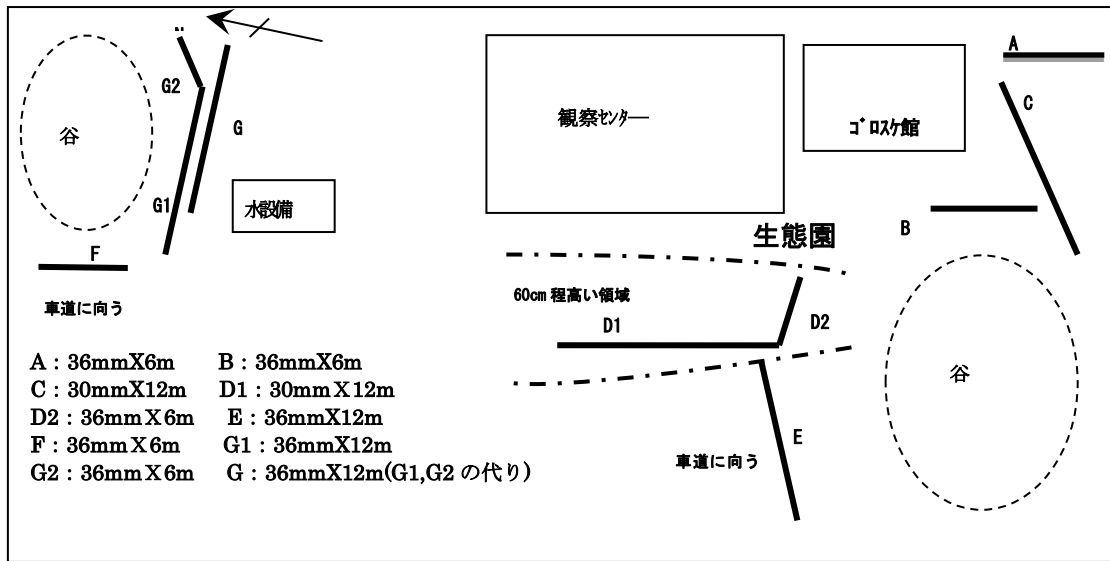 G2
谷
G
G1
水設備
F
車道に向う
観察センター
ゴロスケ館
A
C
B
生態園
60cm 程高い領域
D1
D2
谷
E
車道に向う
A：36mmX6m B：36mmX6m
C：30mmX12m D1：30mmX12m
D2：36mmX6m E：36mmX12m
F：36mmX6m G1：36mmX12m
G2：36mmX6m G：36mmX12m(G1,G2 の代り)